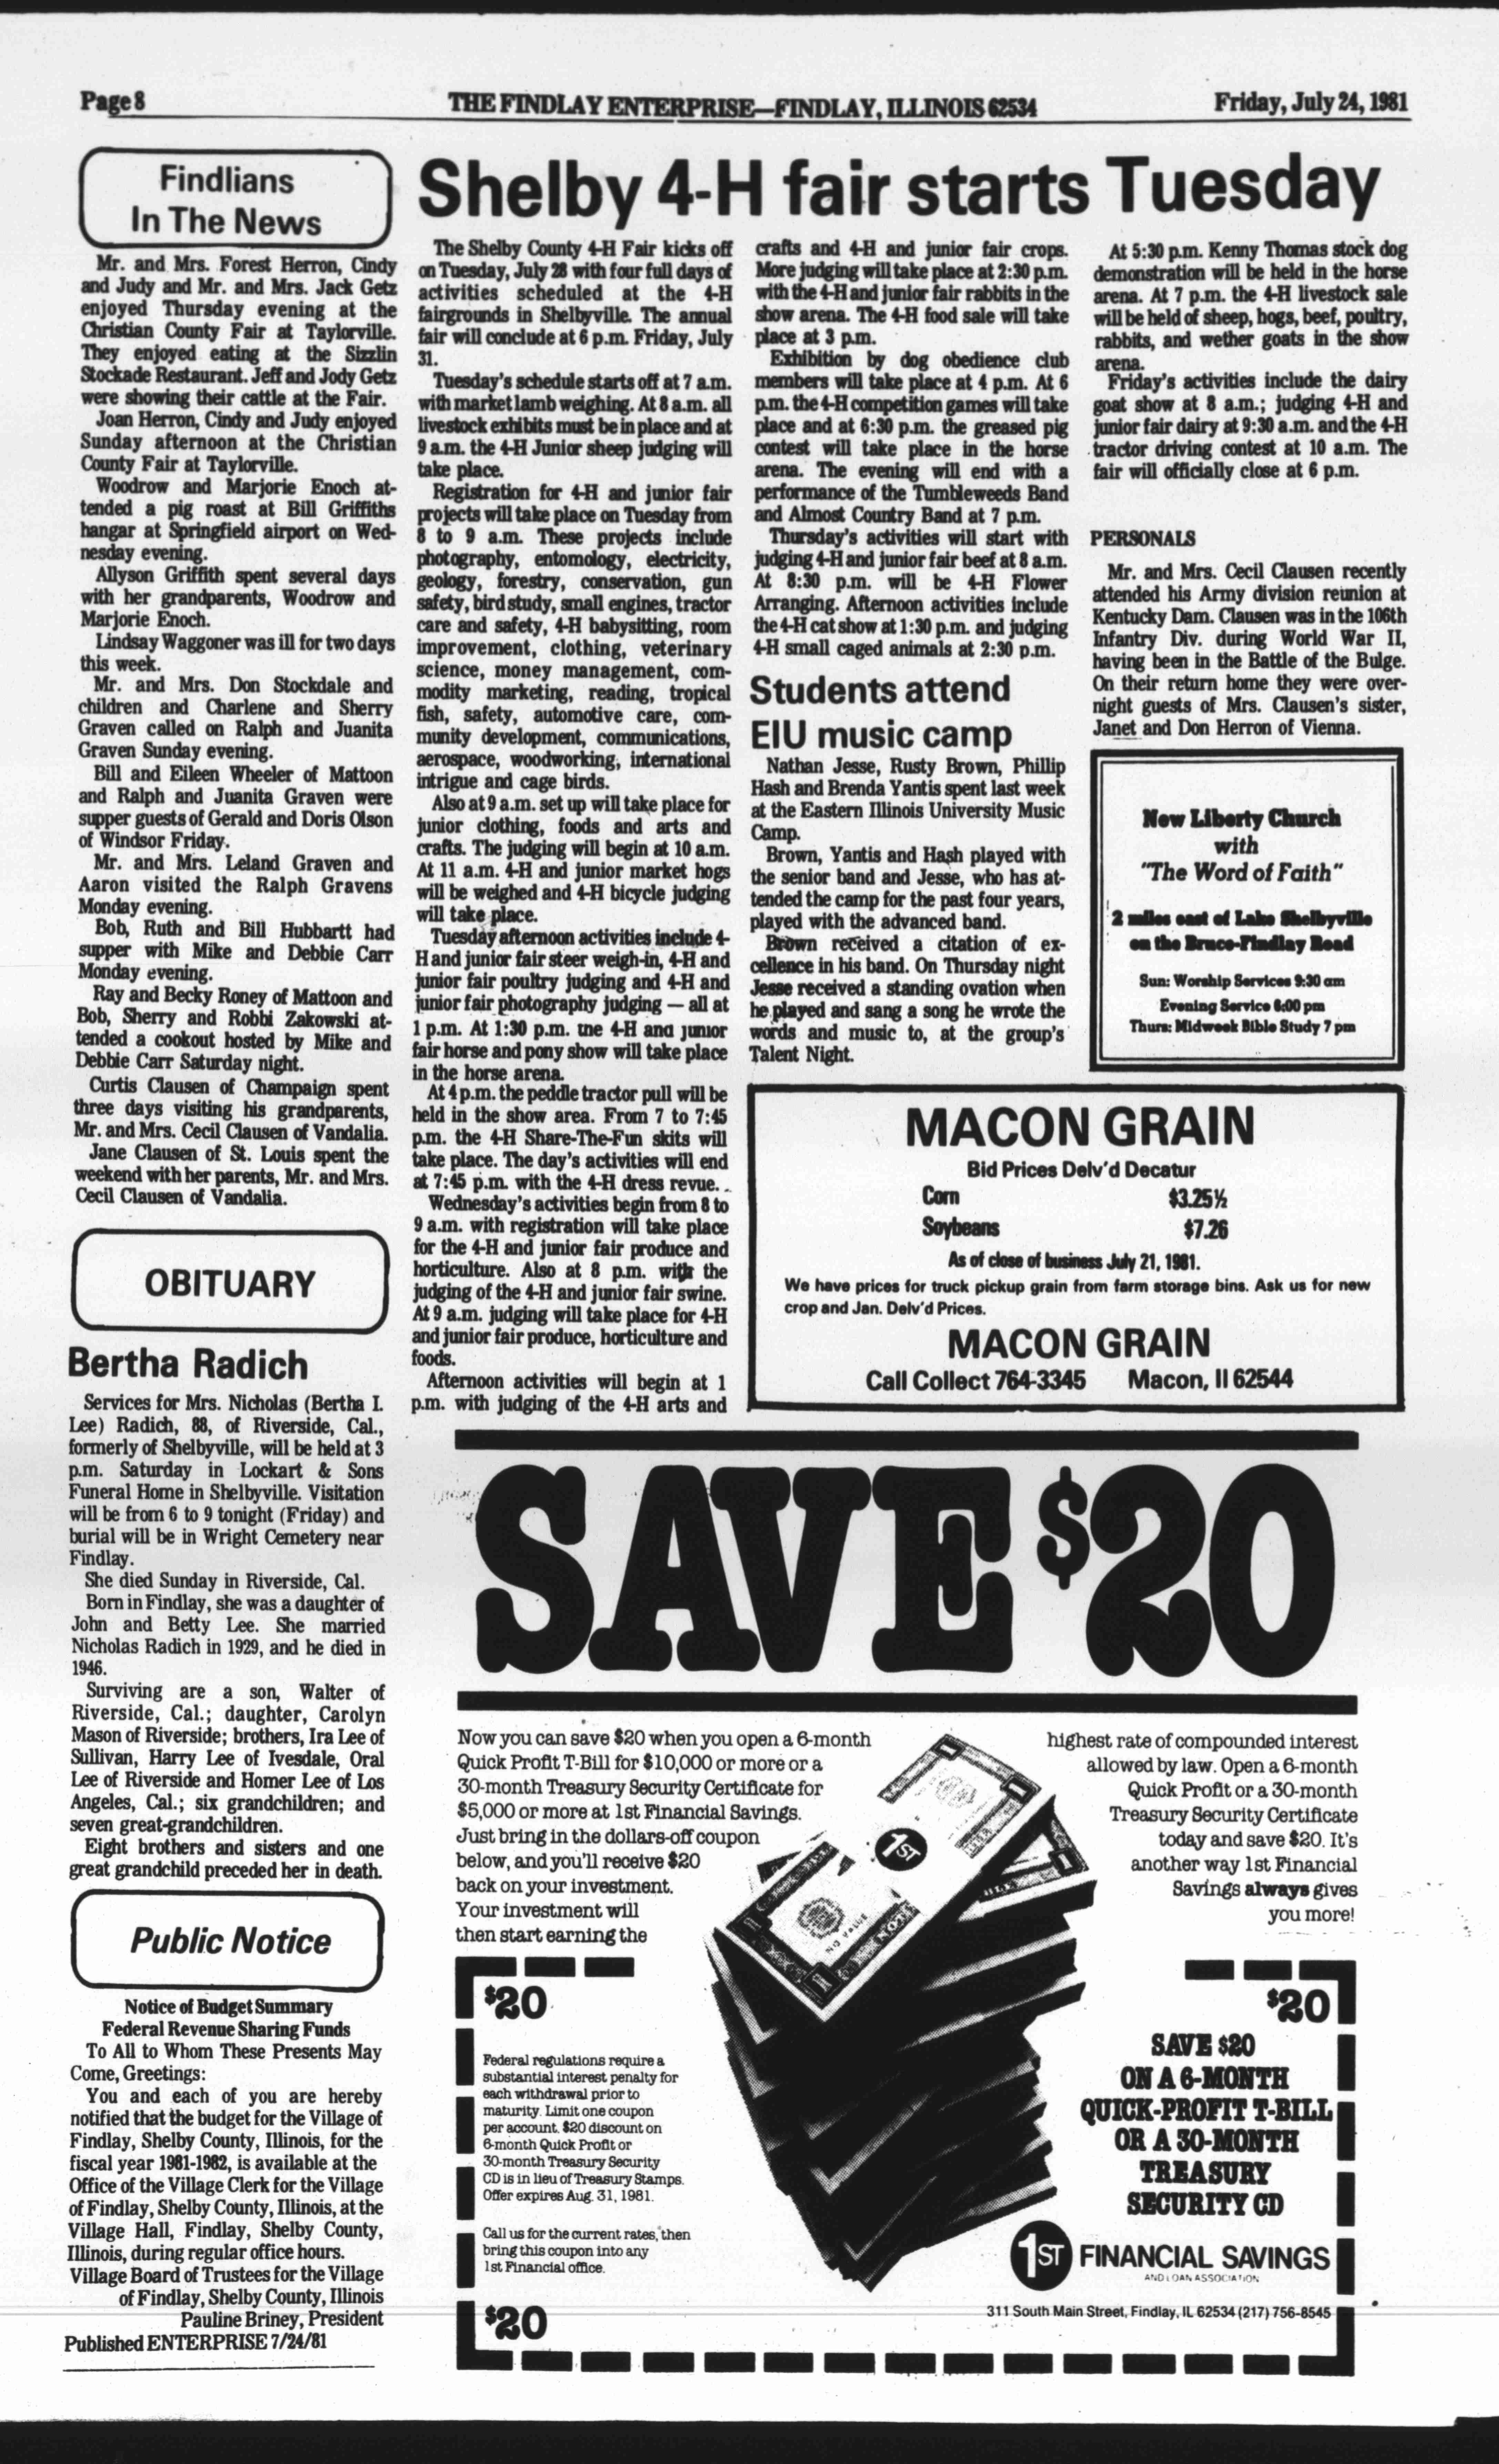 Page 8
THE FINDLAY ENTERPRISE—FINDLAY, ILLINOIS 62534
Friday, July 24, 1981
Findlians
In The News
Mr. and Mrs. Forest Herron, Cindy
and Judy and Mr. and Mrs. Jack Getz
enjoyed Thursday evening at the
Christian County Fair at Taylorville.
They enjoyed eating at the Sizzlin
Stockade Restaurant. Jeff and Jody Getz
were showing their cattle at the Fair.
Joan Herron, Cindy and Judy enjoyed
Sunday afternoon at the Christian
County Fair at Taylorville.
Woodrow and Marjorie Enoch at-
tended a pig roast at Bill Griffiths
hangar at Springfield airport on Wed-
nesday evening.
Allyson Griffith spent several days
with her grandparents, Woodrow and
Marjorie Enoch.
Lindsay Waggoner was ill for two days
this week.
Mr. and Mrs. Don Stockdale and
children and Charlene and Sherry
Graven called on Ralph and Juanita
Graven Sunday evening.
Bill and Eileen Wheeler of Mattoon
and Ralph and Juanita Graven were
supper guests of Gerald and Doris Olson
of Windsor Friday.
Mr. and Mrs. Leland Graven and
Aaron visited the Ralph Gravens
Monday evening.
Bob, Ruth and Bill Hubbartt had
supper with Mike and Debbie Carr
Monday evening.
Ray and Becky Roney of Mattoon and
Bob, Sherry and Robbi Zakowski at-
tended a cookout hosted by Mike and
Debbie Carr Saturday night.
Curtis Clausen of Champaign spent
three days visiting his grandparents,
Mr. and Mrs. Cecil Clausen of Vandalia.
Jane Clausen of St. Louis spent the
weekend with her parents, Mr. and Mrs.
Cecil Clausen of Vandalia.
OBITUARY
Bertha Radich
Services for Mrs. Nicholas (Bertha I.
Lee) Radich, 88, of Riverside, Cal.,
formerly of Shelbyville, will be held at 3
p.m. Saturday in Lockart & Sons
Funeral Home in Shelbyville. Visitation
will be from 6 to 9 tonight (Friday) and
burial will be in Wright Cemetery near
Findlay.
She died Sunday in Riverside, Cal.
Born in Findlay, she was a daughter of
John and Betty Lee. She married
Nicholas Radich in 1929, and he died in
1946.
Surviving are a son, Walter of
Riverside, Cal.; daughter, Carolyn
Mason of Riverside; brothers, Ira Lee of
Sullivan, Harry Lee of Ivesdale, Oral
Lee of Riverside and Homer Lee of Los
Angeles, Cal.; six grandchildren; and
seven great-grandchildren.
Eight brothers and sisters and one
great grandchild preceded her in death.
Public Notice
Notice of Budget Summary
Federal Revenue Sharing Funds
To All to Whom These Presents May
Come, Greetings:
You and each of you are hereby
notified that the budget for the Village of
Findlay, Shelby County, Illinois, for the
fiscal year 1981-1982, is available at the
Office of the Village Clerk for the Village
of Findlay, Shelby County, Illinois, at the
Village Hall, Findlay, Shelby County,
Illinois, during regular office hours.
Village Board of Trustees for the Village
of Findlay, Shelby County, Illinois
Pauline Briney, President
Published ENTERPRISE 7/24/81
Shelby 4-H fair starts Tuesday
The Shelby County 4-H Fair kicks off
on Tuesday, July 28 with four full days of
activities scheduled at the 4-H
fairgrounds in Shelbyville. The annual
fair will conclude at 6 p.m. Friday, July
31.
Tuesday's schedule starts off at 7 a.m.
with market lamb weighing. At 8 a.m. all
livestock exhibits must be in place and at
9 a.m. the 4-H Junior sheep judging will
take place.
Registration for 4-H and junior fair
projects will take place on Tuesday from
8 to 9 a.m. These projects include
photography, entomology, electricity,
geology, forestry, conservation, gun
safety, bird study, small engines, tractor
care and safety, 4-H babysitting, room
improvement, clothing, veterinary
science, money management, com-
modity marketing, reading, tropical
fish, safety, automotive care, com-
munity development, communications,
aerospace, woodworking, international
intrigue and cage birds.
Also at 9 a.m. set up will take place for
junior clothing, foods and arts and
crafts. The judging will begin at 10 a.m.
At 11 a.m. 4-H and junior market hogs
will be weighed and 4-H bicycle judging
will take place.
Tuesday afternoon activities include 4-
H and junior fair steer weigh-in, 4-H and
junior fair poultry judging and 4-H and
junior fair photography judging — all at
1 p.m. At 1:30 p.m. the 4-H and junior
fair horse and pony show will take place
in the horse arena.
At 4 p.m. the peddle tractor pull will be
held in the show area. From 7 to 7:45
p.m. the 4-H Share-The-Fun skits will
take place. The day's activities will end
at 7:45 p.m. with the 4-H dress revue.
Wednesday's activities begin from 8 to
9 a.m. with registration will take place
for the 4-H and junior fair produce and
horticulture. Also at 8 p.m. with the
judging of the 4-H and junior fair swine.
At 9 a.m. judging will take place for 4-H
and junior fair produce, horticulture and
foods.
Afternoon activities will begin at 1
p.m. with judging of the 4-H arts and
crafts and 4-H and junior fair crops.
More judging will take place at 2:30 p.m.
with the 4-H and junior fair rabbits in the
show arena. The 4-H food sale will take
place at 3 p.m.
Exhibition by dog obedience club
members will take place at 4 p.m. At 6
p.m. the 4-H competition games will take
place and at 6:30 p.m. the greased pig
contest will take place in the horse
arena. The evening will end with a
performance of the Tumbleweeds Band
and Almost Country Band at 7 p.m.
Thursday's activities will start with
judging 4-H and junior fair beef at 8 a.m.
At 8:30 p.m. will be 4-H Flower
Arranging. Afternoon activities include
the 4-H cat show at 1:30 p.m. and judging
4-H small caged animals at 2:30 p.m.
At 5:30 p.m. Kenny Thomas stock dog
demonstration will be held in the horse
arena. At 7 p.m. the 4-H livestock sale
will be held of sheep, hogs, beef, poultry,
rabbits, and wether goats in the show
arena.
Friday's activities include the dairy
goat show at 8 a.m.; judging 4-H and
junior fair dairy at 9:30 a.m. and the 4-H
tractor driving contest at 10 a.m. The
fair will officially close at 6 p.m.
Students attend
EIU music camp
Nathan Jesse, Rusty Brown, Phillip
Hash and Brenda Yantis spent last week
at the Eastern Illinois University Music
Camp.
Brown, Yantis and Hash played with
the senior band and Jesse, who has at-
tended the camp for the past four years,
played with the advanced band.
Brown received a citation of ex-
cellence in his band. On Thursday night
Jesse received a standing ovation when
he played and sang a song he wrote the
words and music to, at the group's
Talent Night.
PERSONALS
Mr. and Mrs. Cecil Clausen recently
attended his Army division reunion at
Kentucky Dam. Clausen was in the 106th
Infantry Div. during World War II,
having been in the Battle of the Bulge.
On their return home they were over-
night guests of Mrs. Clausen's sister,
Janet and Don Herron of Vienna.
New Liberty Church
with
"The Word of Faith"
2 miles east of Lake Shelbyville
on the Bruce-Findlay Road
Sun: Worship Services 9:30 am
Evening Service 6:00 pm
Thurs: Midweek Bible Study 7 pm
MACON GRAIN
Bid Prices Delv'd Decatur
Corn $3.25½
Soybeans $7.26
As of close of business July 21, 1981.
We have prices for truck pickup grain from farm storage bins. Ask us for new
crop and Jan. Delv'd Prices.
MACON GRAIN
Call Collect 764-3345 Macon, Il 62544
SAVE $20
Now you can save $20 when you open a 6-month
Quick Profit T-Bill for $10,000 or more or a
30-month Treasury Security Certificate for
$5,000 or more at 1st Financial Savings.
Just bring in the dollars-off coupon
below, and you'll receive $20
back on your investment.
Your investment will
then start earning the
highest rate of compounded interest
allowed by law. Open a 6-month
Quick Profit or a 30-month
Treasury Security Certificate
today and save $20. It's
another way 1st Financial
Savings always gives
you more!
1ST
NO VALUE
NOTE
$20
$20
Federal regulations require a
substantial interest penalty for
each withdrawal prior to
maturity. Limit one coupon
per account. $20 discount on
6-month Quick Profit or
30-month Treasury Security
CD is in lieu of Treasury Stamps.
Offer expires Aug. 31, 1981.
Call us for the current rates, then
bring this coupon into any
1st Financial office.
$20
SAVE $20
ON A 6-MONTH
QUICK-PROFIT T-BILL
OR A 30-MONTH
TREASURY
SECURITY CD
1ST FINANCIAL SAVINGS
AND LOAN ASSOCIATION
311 South Main Street, Findlay, IL 62534 (217) 756-8545